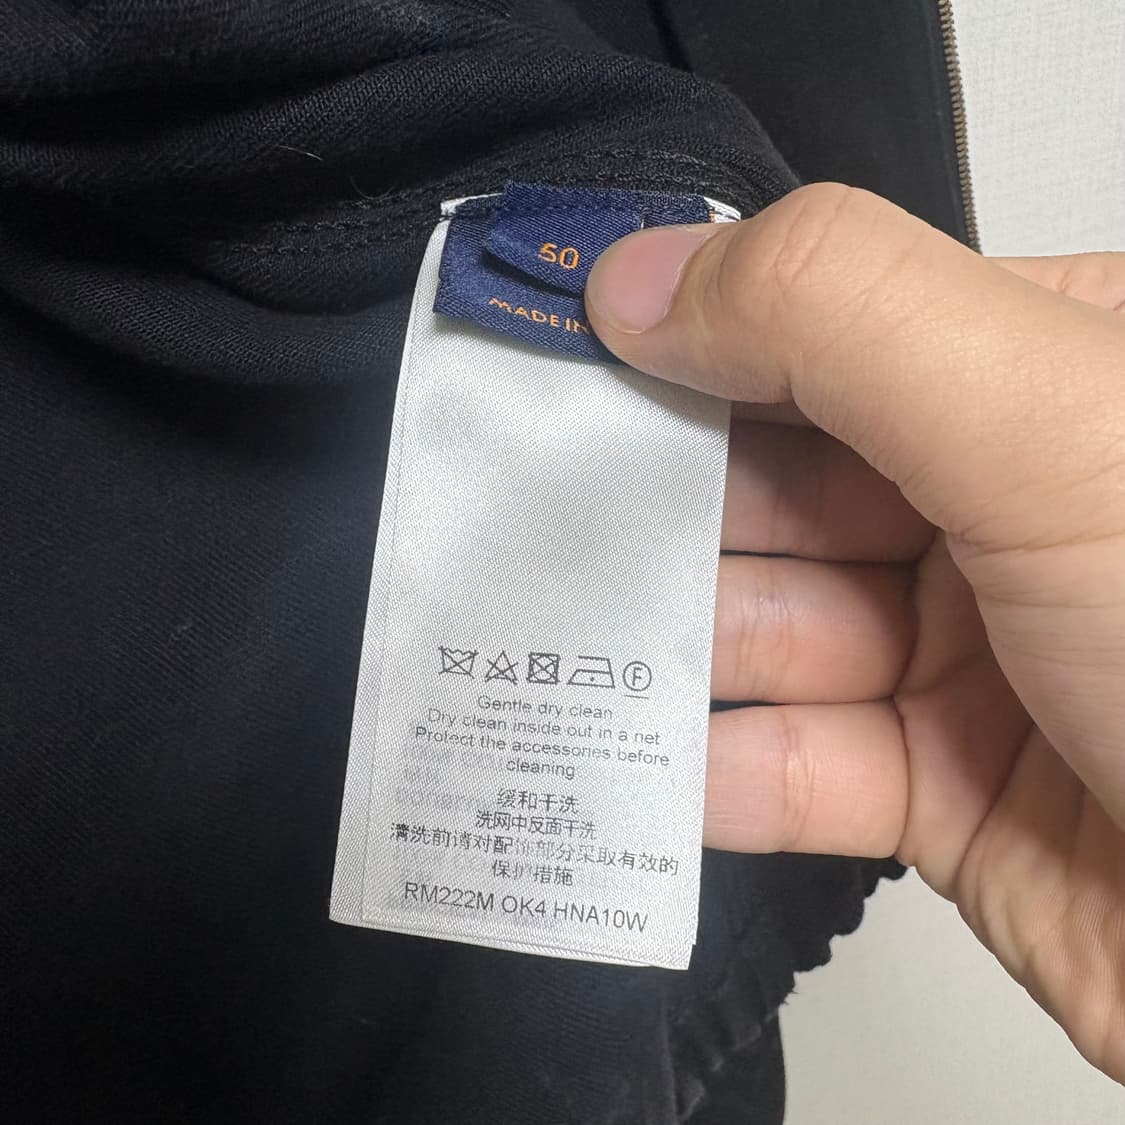 50
MADE IN
F
Gentle dry clean
Dry clean inside out in a net
Protect the accessories before
cleaning
缓和干洗
洗网中反面干洗
清洗前请对配饰部分采取有效的
保护措施
RM222M OK4 HNA10W